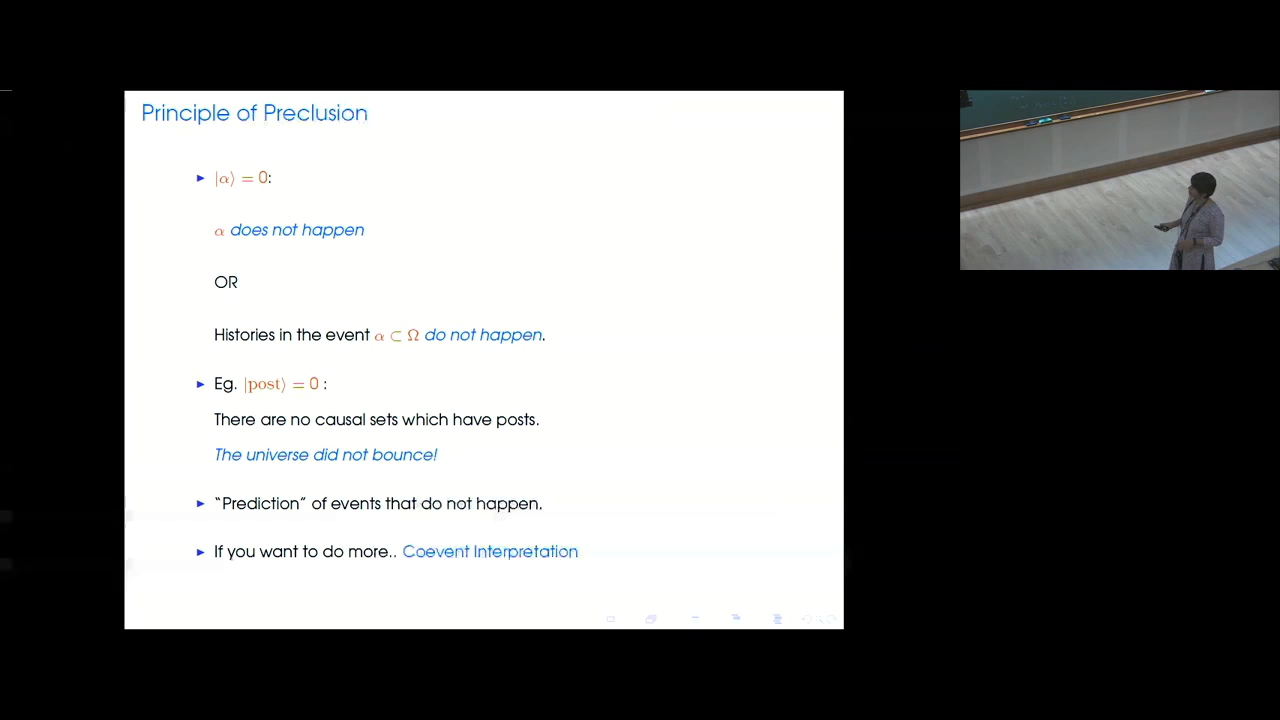 Principle of Preclusion
▶ |α⟩ = 0:
α does not happen
OR
Histories in the event α ⊂ Ω do not happen.
▶ Eg. |post⟩ = 0 :
There are no causal sets which have posts.
The universe did not bounce!
▶ “Prediction” of events that do not happen.
▶ If you want to do more.. Coevent Interpretation